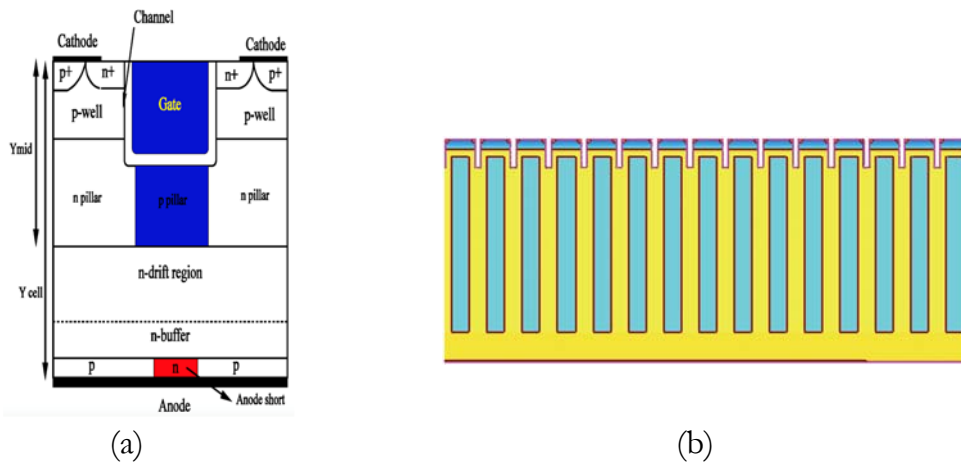 Channel
Cathode
Cathode
p+
n+
n+
p+
Gate
p-well
p-well
Ymid
n pillar
p pillar
n pillar
n-drift region
Y cell
n-buffer
p
n
p
Anode short
Anode
(a)
(b)